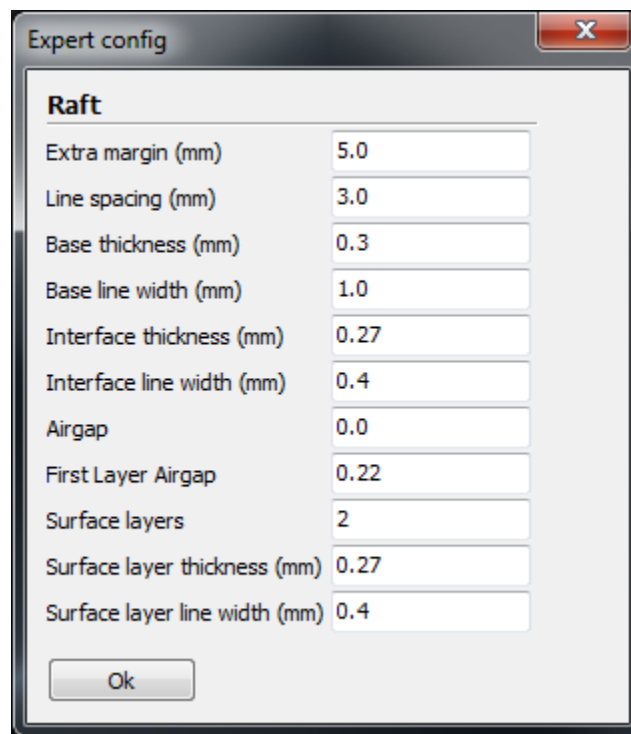 Expert config
Raft
Extra margin (mm) 5.0
Line spacing (mm) 3.0
Base thickness (mm) 0.3
Base line width (mm) 1.0
Interface thickness (mm) 0.27
Interface line width (mm) 0.4
Airgap 0.0
First Layer Airgap 0.22
Surface layers 2
Surface layer thickness (mm) 0.27
Surface layer line width (mm) 0.4
Ok